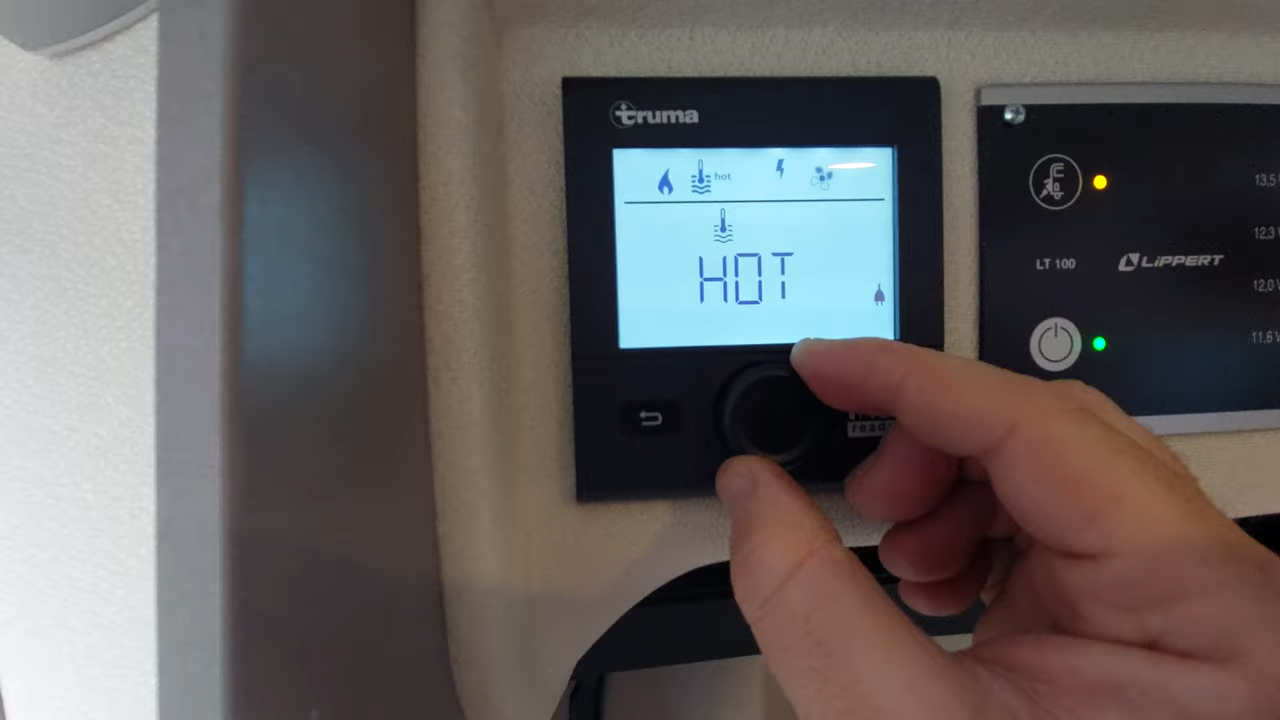 truma
hot
HOT
LT 100
LIPPERT
13,5
12,3 V
12,0
11,6 V